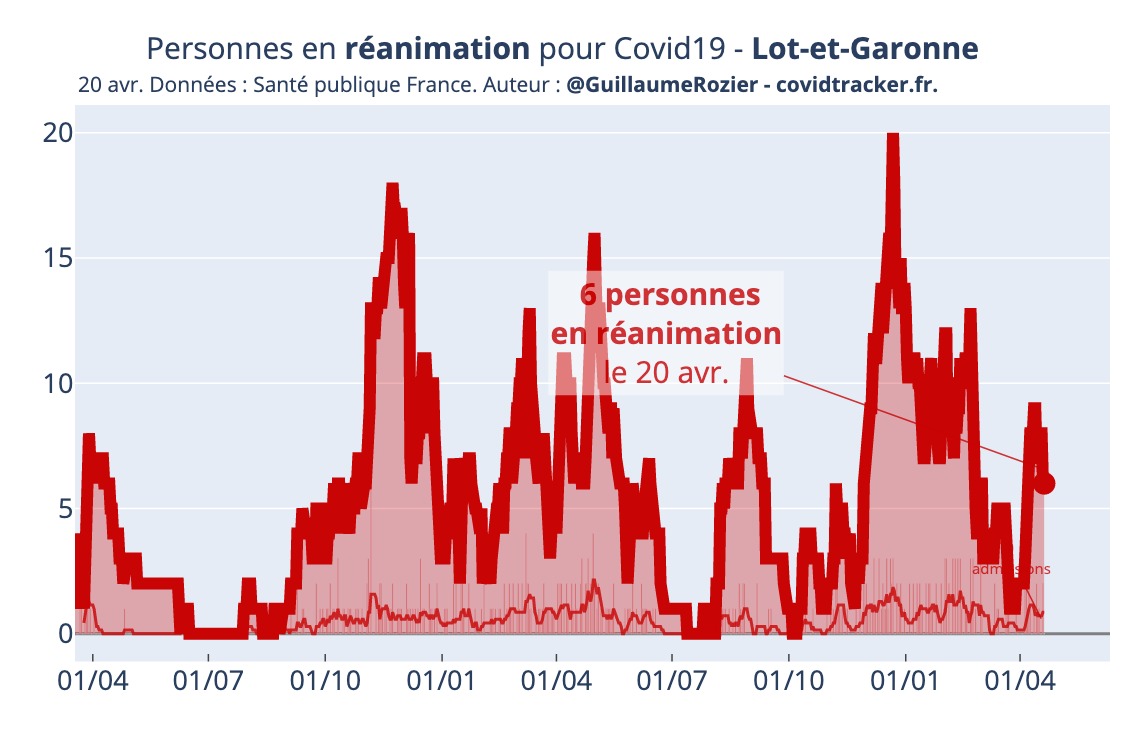 Personnes en réanimation pour Covid19 - Lot-et-Garonne
20 avr. Données : Santé publique France. Auteur : @GuillaumeRozier - covidtracker.fr.
20
15
10
5
0
6 personnes
en réanimation
le 20 avr.
admissions
01/04 01/07 01/10 01/01 01/04 01/07 01/10 01/01 01/04